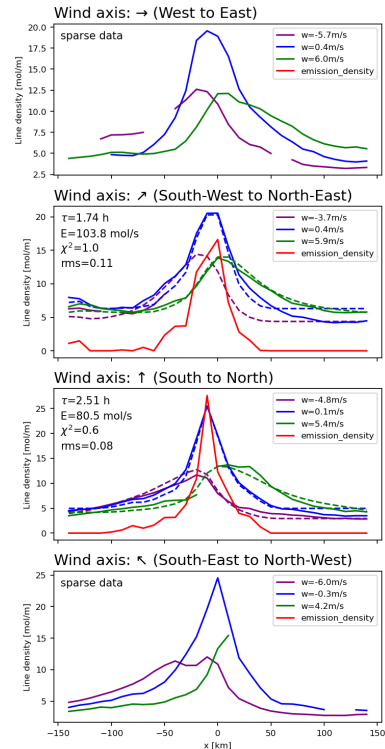 Wind axis: → (West to East)
sparse data
w=-5.7m/s
w=0.4m/s
w=6.0m/s
emission_density
Line density [mol/m]
20.0
17.5
15.0
12.5
10.0
7.5
5.0
2.5
Wind axis: ↗ (South-West to North-East)
τ=1.74 h
E=103.8 mol/s
χ²=1.0
rms=0.11
w=-3.7m/s
w=0.4m/s
w=5.9m/s
emission_density
Line density [mol/m]
20
15
10
5
0
Wind axis: ↑ (South to North)
τ=2.51 h
E=80.5 mol/s
χ²=0.6
rms=0.08
w=-4.8m/s
w=0.1m/s
w=5.4m/s
emission_density
Line density [mol/m]
25
20
15
10
5
0
Wind axis: ↖ (South-East to North-West)
sparse data
w=-6.0m/s
w=-0.3m/s
w=4.2m/s
emission_density
Line density [mol/m]
25
20
15
10
5
−150 −100 −50 0 50 100 150
x [km]